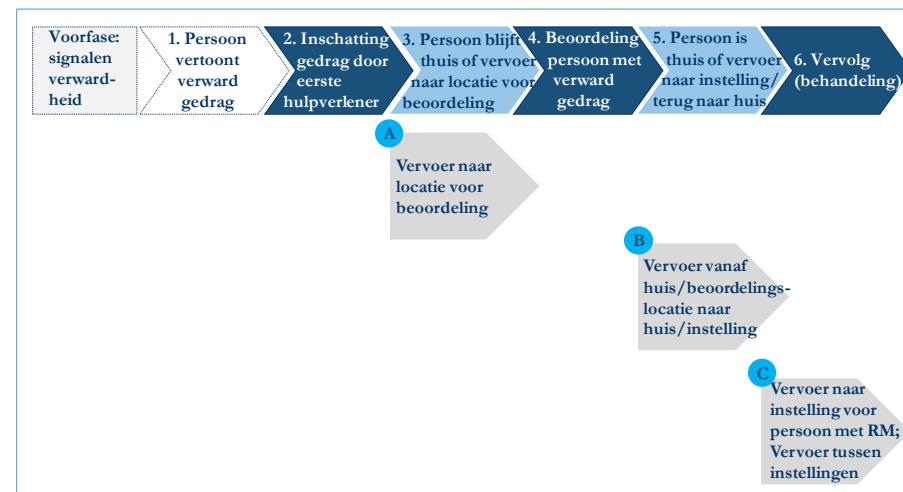 Voorfase:
signalen
verward-
heid
1. Persoon
vertoont
verward
gedrag
2. Inschatting
gedrag door
eerste
hulpverlener
3. Persoon blijft
thuis of vervoer
naar locatie voor
beoordeling
4. Beoordeling
persoon met
verward
gedrag
5. Persoon is
thuis of vervoer
naar instelling/
terug naar huis
6. Vervolg
(behandeling)
A
Vervoer naar
locatie voor
beoordeling
B
Vervoer vanaf
huis/beoordelings-
locatie naar
huis/instelling
C
Vervoer naar
instelling voor
persoon met RM;
Vervoer tussen
instellingen